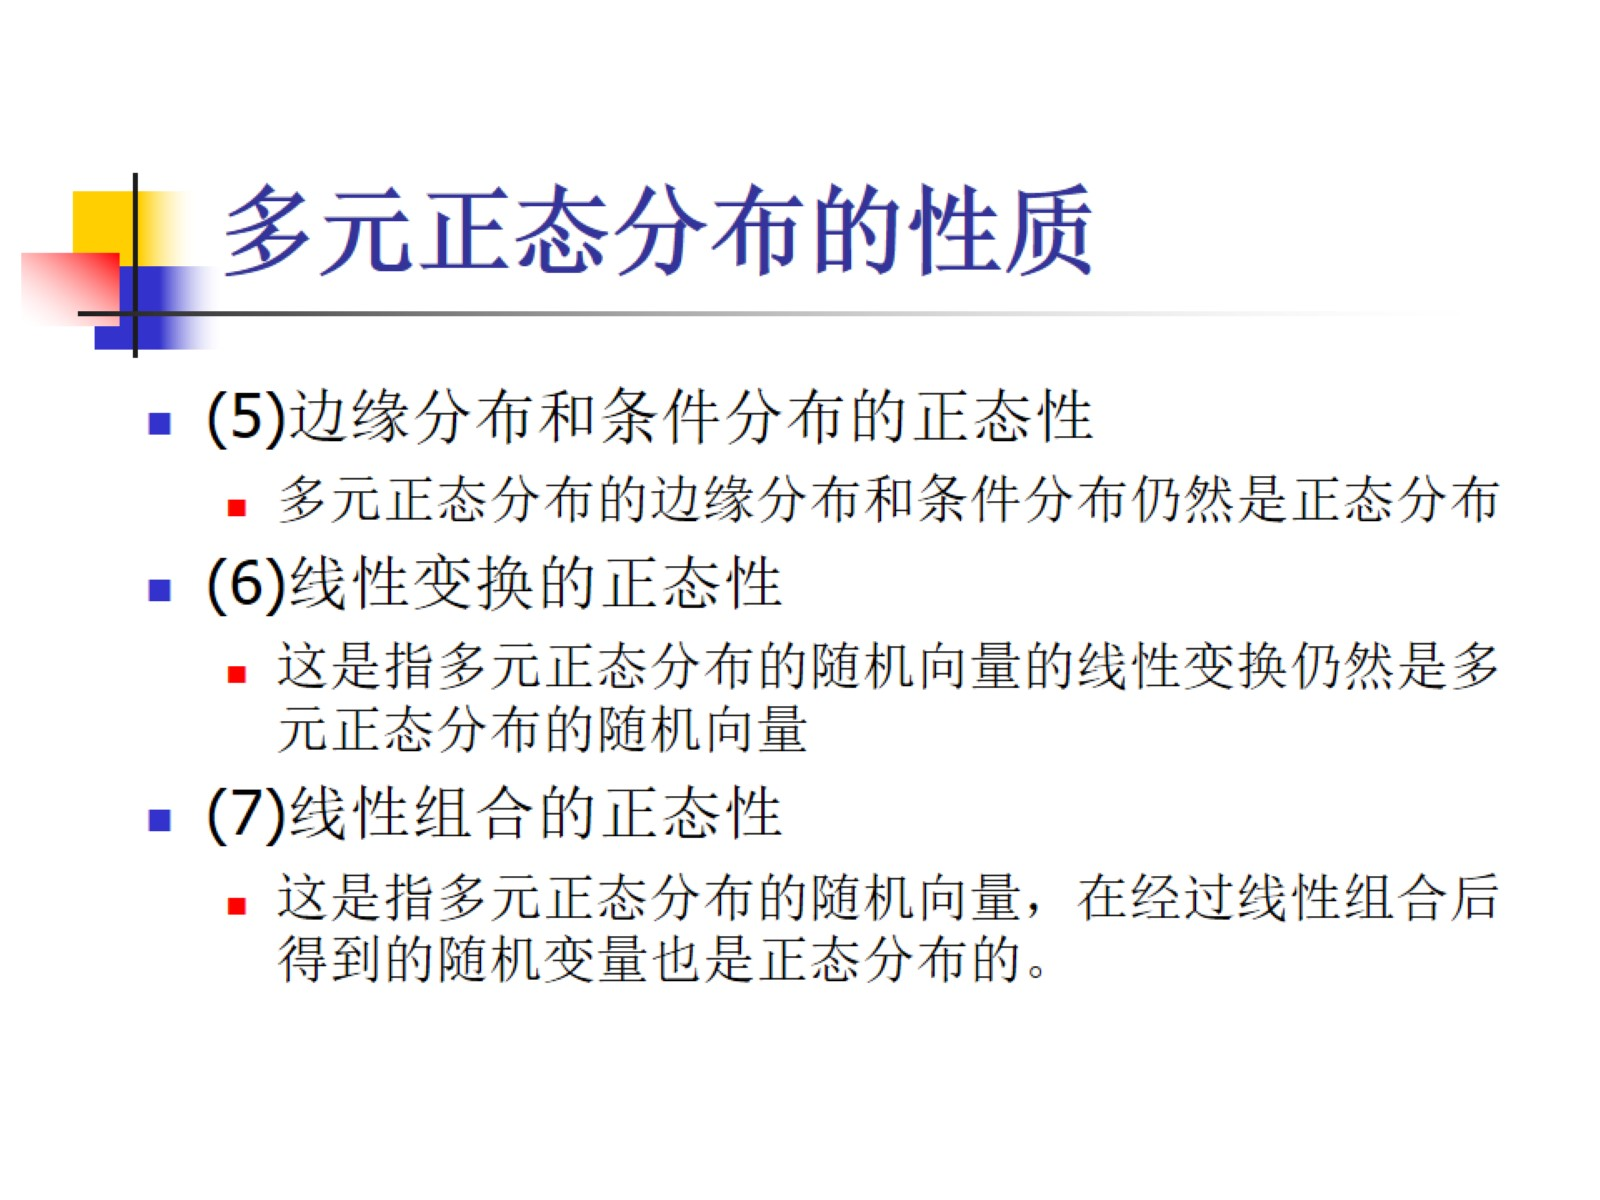 多元正态分布的性质
(5)边缘分布和条件分布的正态性
多元正态分布的边缘分布和条件分布仍然是正态分布
(6)线性变换的正态性
这是指多元正态分布的随机向量的线性变换仍然是多
元正态分布的随机向量
(7)线性组合的正态性
这是指多元正态分布的随机向量，在经过线性组合后
得到的随机变量也是正态分布的。